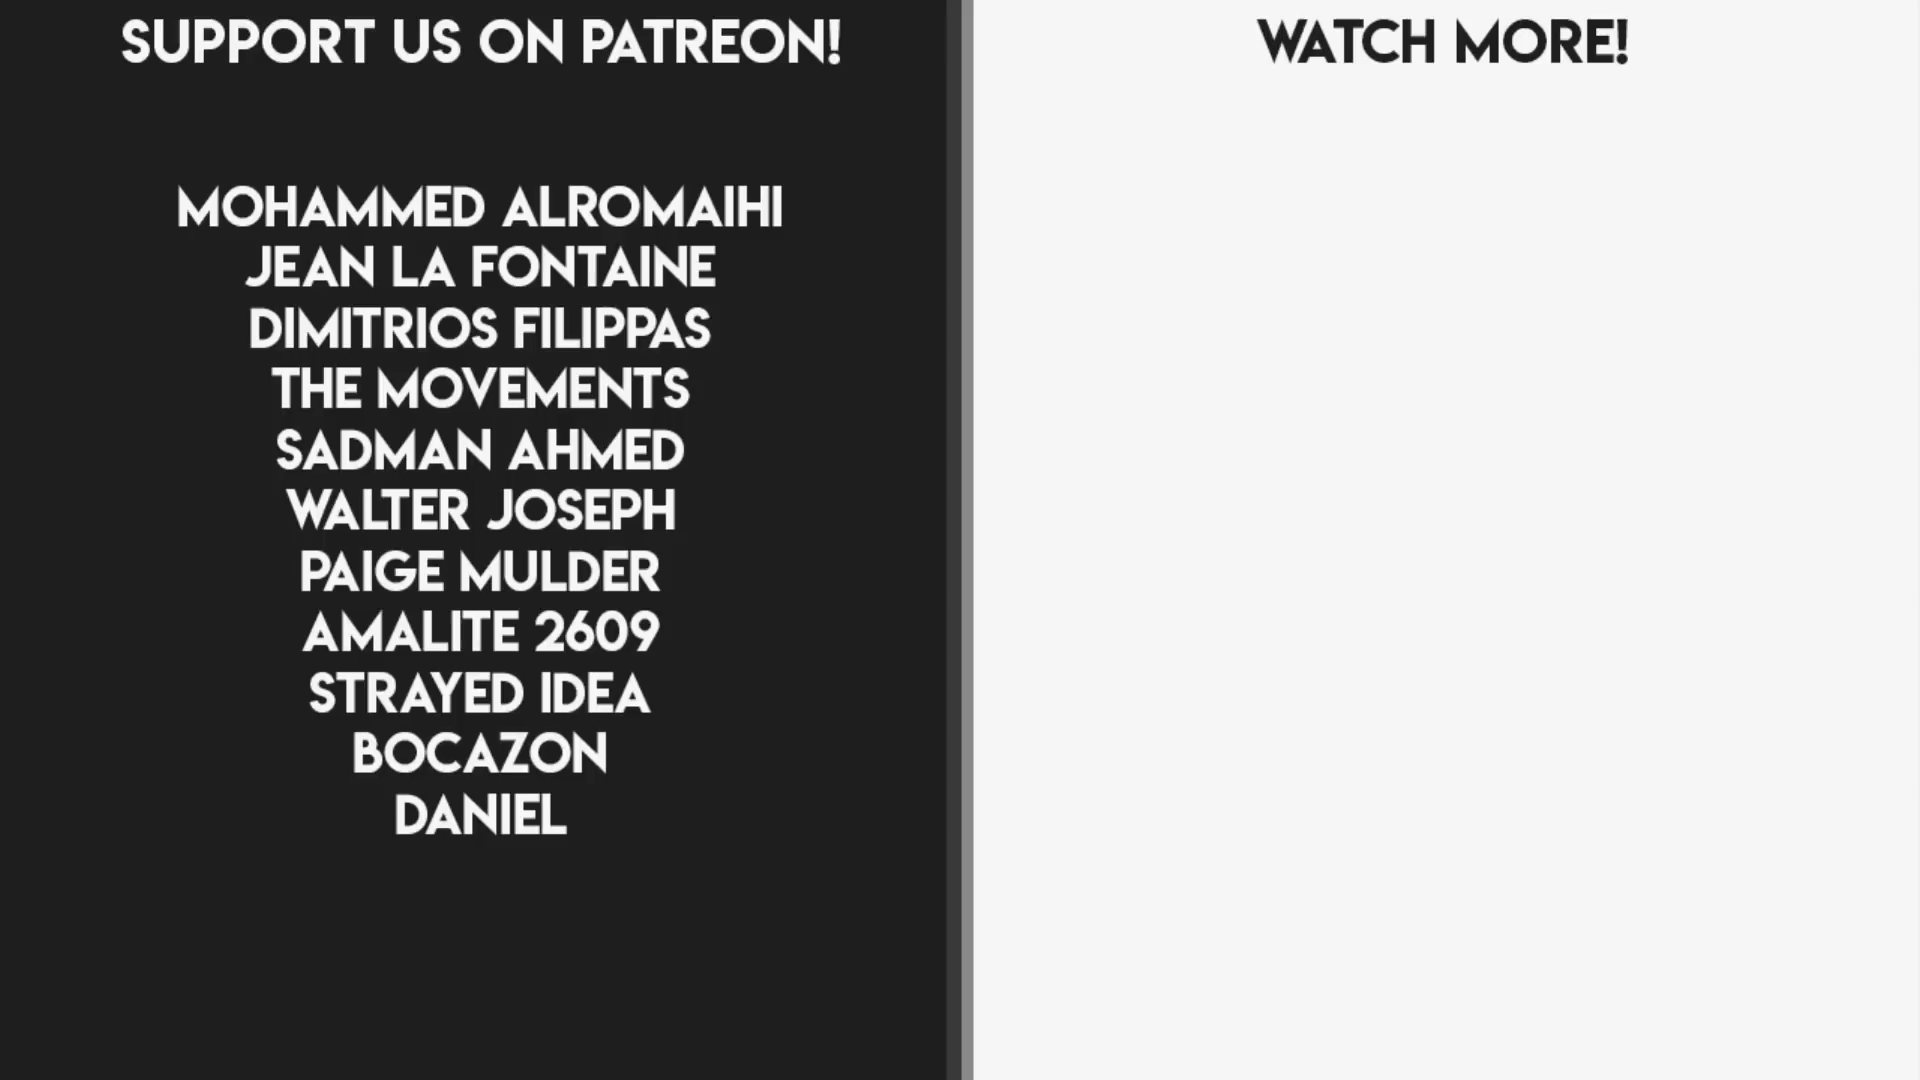 SUPPORT US ON PATREON!
MOHAMMED ALROMAIHI
JEAN LA FONTAINE
DIMITRIOS FILIPPAS
THE MOVEMENTS
SADMAN AHMED
WALTER JOSEPH
PAIGE MULDER
AMALITE 2609
STRAYED IDEA
BOCAZON
DANIEL
WATCH MORE!